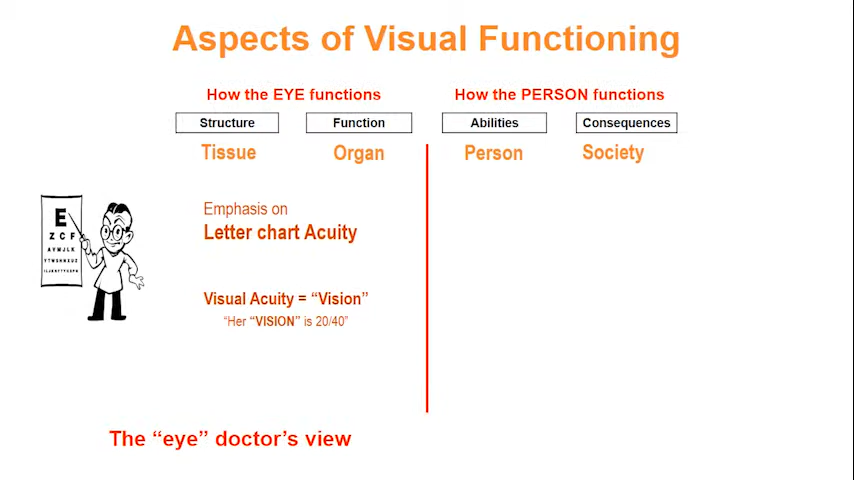 Aspects of Visual Functioning
How the EYE functions
How the PERSON functions
Structure
Function
Abilities
Consequences
Tissue
Organ
Person
Society
E
Z C F
Emphasis on
Letter chart Acuity
Visual Acuity = “Vision”
“Her “VISION” is 20/40”
The “eye” doctor’s view